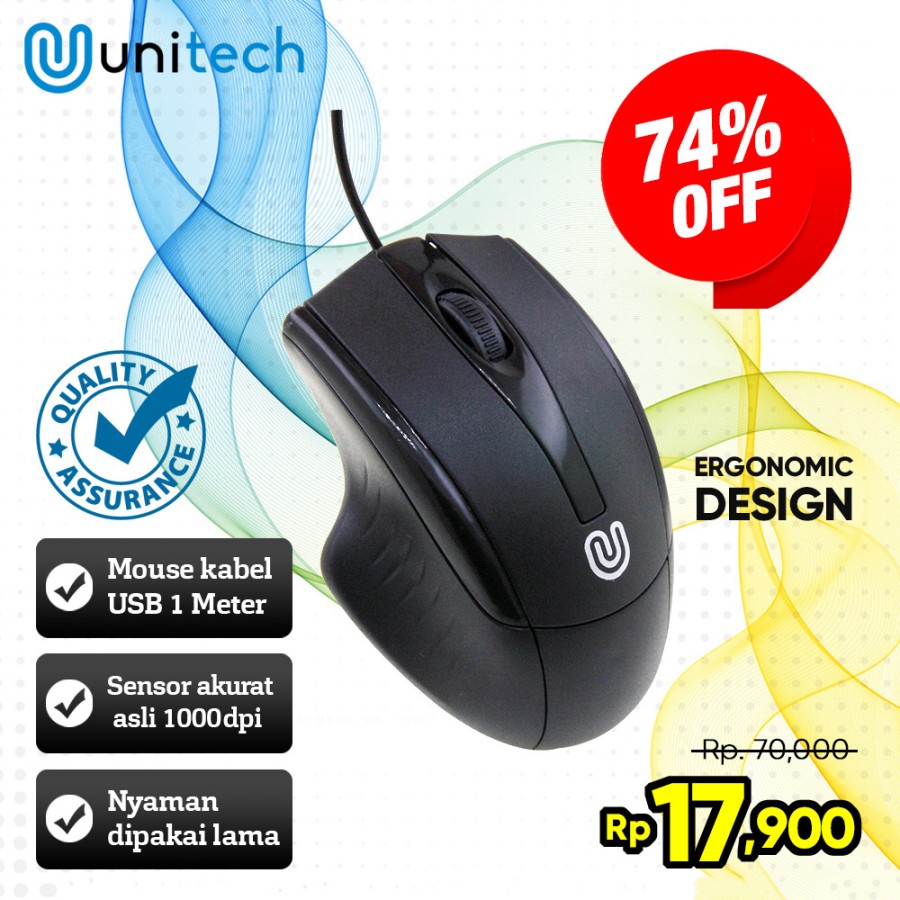 unitech
74%
OFF
QUALITY
ASSURANCE
ERGONOMIC
DESIGN
Mouse kabel
USB 1 Meter
Sensor akurat
asli 1000dpi
Nyaman
dipakai lama
Rp. 70,000
Rp 17,900